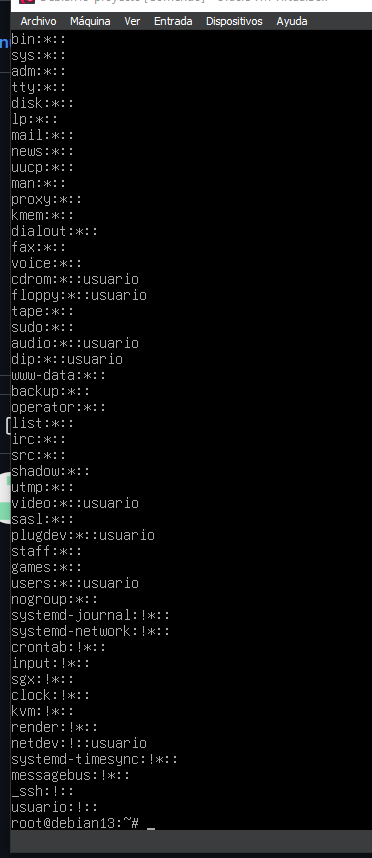 Archivo Máquina Ver Entrada Dispositivos Ayuda
bin:*::
sys:*::
adm:*::
tty:*::
disk:*::
lp:*::
mail:*::
news:*::
uucp:*::
man:*::
proxy:*::
kmem:*::
dialout:*::
fax:*::
voice:*::
cdrom:*::usuario
floppy:*::usuario
tape:*::
sudo:*::
audio:*::usuario
dip:*::usuario
www-data:*::
backup:*::
operator:*::
list:*::
irc:*::
src:*::
shadow:*::
utmp:*::
video:*::usuario
sasl:*::
plugdev:*::usuario
staff:*::
games:*::
users:*::usuario
nogroup:*::
systemd-journal:!*::
systemd-network:!*::
crontab:!*::
input:!*::
sgx:!*::
clock:!*::
kvm:!*::
render:!*::
netdev:!::usuario
systemd-timesync:!*::
messagebus:!*::
_ssh:!::
usuario:!::
root@debian13:~# _